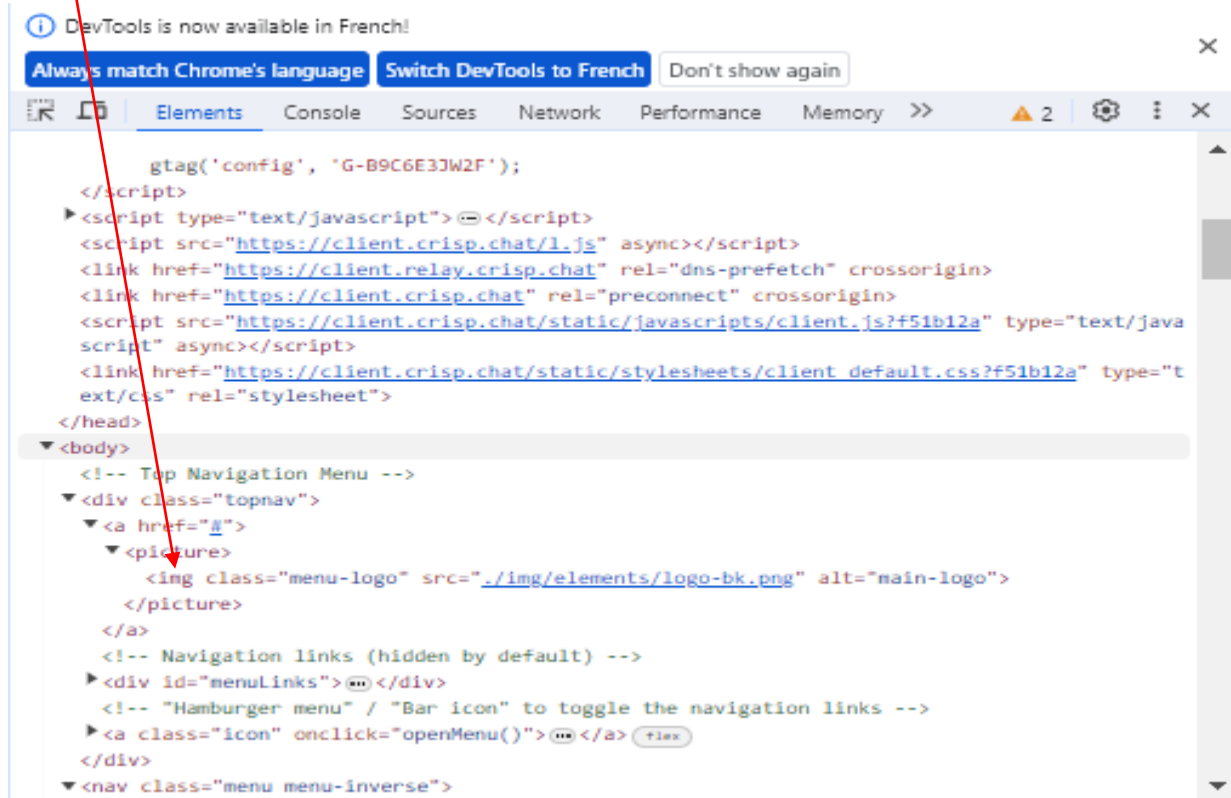 DevTools is now available in French!
Always match Chrome's language Switch DevTools to French Don't show again
Elements Console Sources Network Performance Memory >> 2
gtag('config', 'G-B9C6E3JW2F');
</script>
<script type="text/javascript">…</script>
<script src="https://client.crisp.chat/l.js" async></script>
<link href="https://client.relay.crisp.chat" rel="dns-prefetch" crossorigin>
<link href="https://client.crisp.chat" rel="preconnect" crossorigin>
<script src="https://client.crisp.chat/static/javascripts/client.js?f51b12a" type="text/java
script" async></script>
<link href="https://client.crisp.chat/static/stylesheets/client_default.css?f51b12a" type="t
ext/css" rel="stylesheet">
</head>
<body>
<!-- Top Navigation Menu -->
<div class="topnav">
<a href="#">
<picture>
<img class="menu-logo" src="./img/elements/logo-bk.png" alt="main-logo">
</picture>
</a>
<!-- Navigation links (hidden by default) -->
<div id="menuLinks">…</div>
<!-- "Hamburger menu" / "Bar icon" to toggle the navigation links -->
<a class="icon" onclick="openMenu()">…</a> flex
</div>
<nav class="menu menu-inverse">